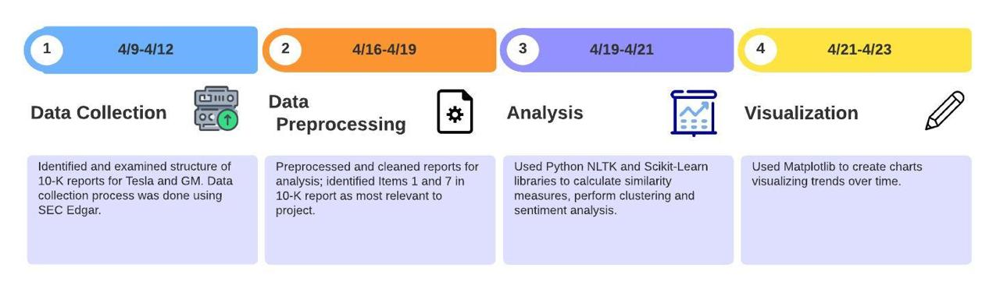 1
4/9-4/12
2
4/16-4/19
3
4/19-4/21
4
4/21-4/23
Data Collection
Data
Preprocessing
Analysis
Visualization
Identified and examined structure of
10-K reports for Tesla and GM. Data
collection process was done using
SEC Edgar.
Preprocessed and cleaned reports for
analysis; identified Items 1 and 7 in
10-K report as most relevant to
project.
Used Python NLTK and Scikit-Learn
libraries to calculate similarity
measures, perform clustering and
sentiment analysis.
Used Matplotlib to create charts
visualizing trends over time.